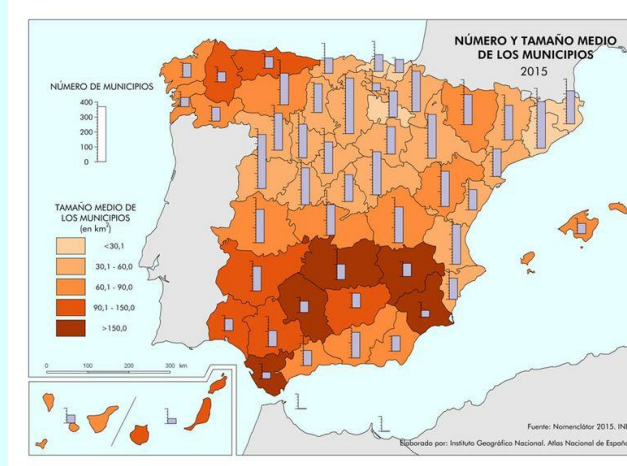 NÚMERO Y TAMAÑO MEDIO
DE LOS MUNICIPIOS
2015
NÚMERO DE MUNICIPIOS
400
300
200
100
0
TAMAÑO MEDIO DE
LOS MUNICIPIOS
(en km²)
<30,1
30,1 - 60,0
60,1 - 90,0
90,1 - 150,0
>150,0
0 100 200 300 km
Fuente: Nomenclátor 2015. INE
Elaborado por: Instituto Geográfico Nacional. Atlas Nacional de